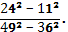 24² − 11²
49² − 36²
.